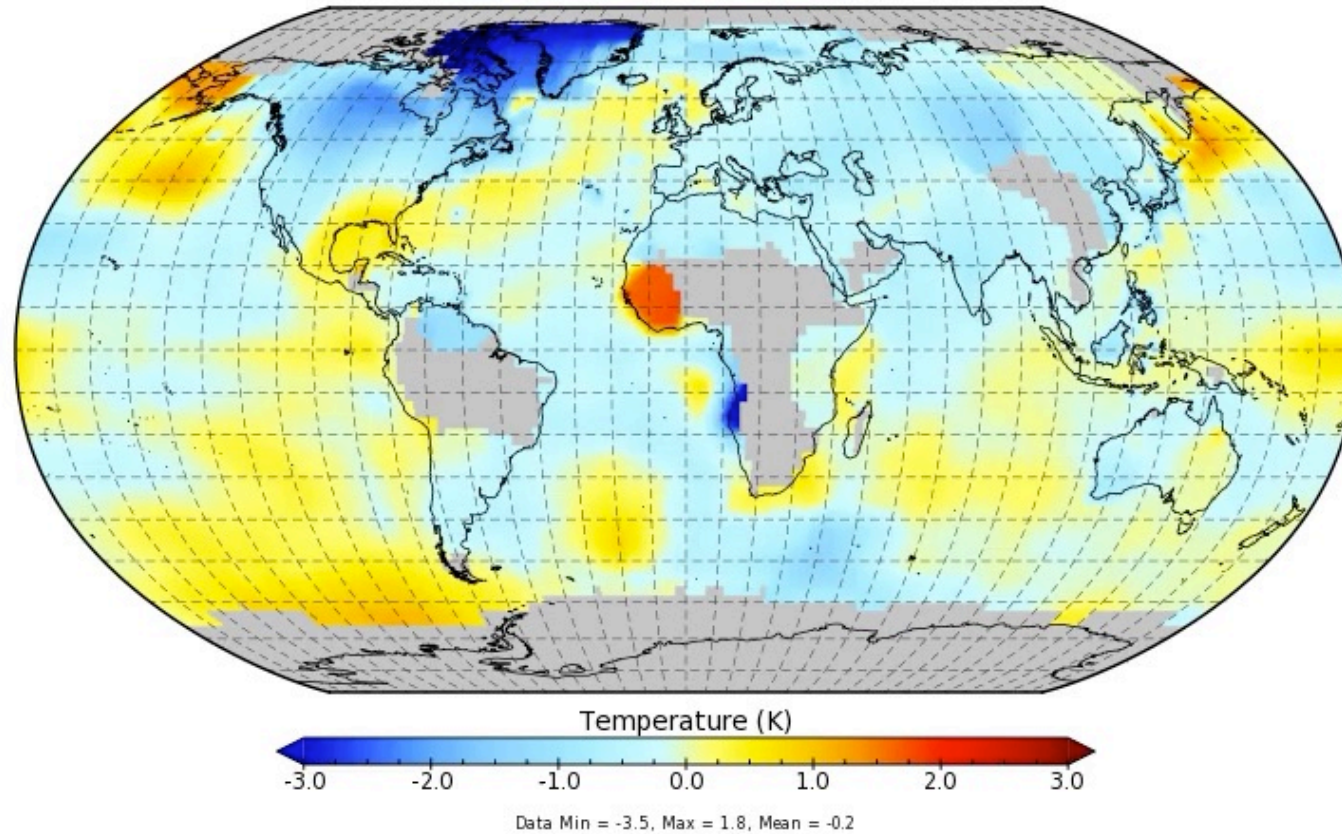 Temperature (K)
-3.0 -2.0 -1.0 0.0 1.0 2.0 3.0
Data Min = -3.5, Max = 1.8, Mean = -0.2